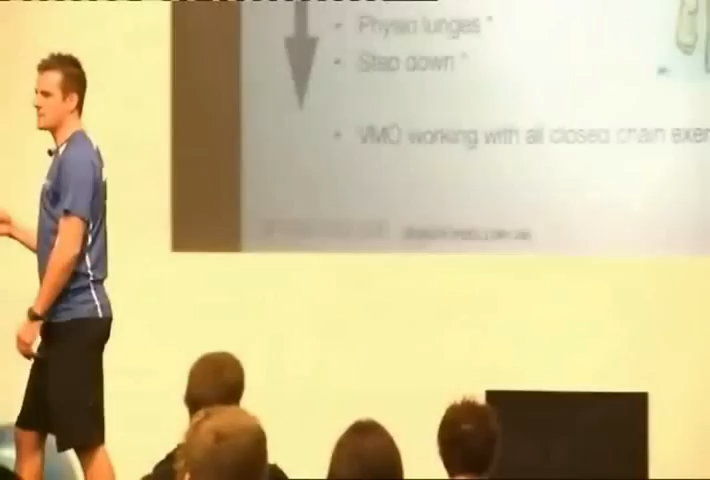 • Physio lunges *
• Step down *
• VMO working with all closed chain exer